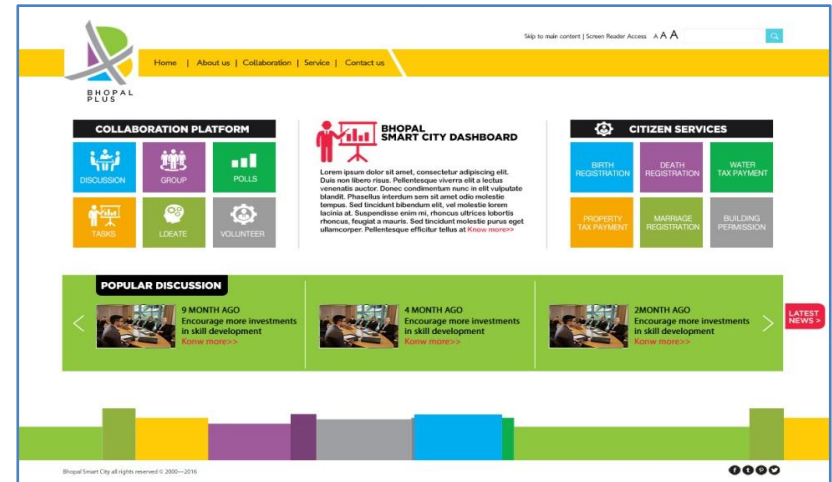 Skip to main content | Screen Reader Access A A A
Home | About us | Collaboration | Service | Contact us
BHOPAL
PLUS
COLLABORATION PLATFORM
DISCUSSION
GROUP
POLLS
TASKS
LDEATE
VOLUNTEER
BHOPAL
SMART CITY DASHBOARD
Lorem ipsum dolor sit amet, consectetur adipiscing elit.
Duis non libero risus. Pellentesque viverra elit a lectus
venenatis auctor. Donec condimentum nunc in elit vulputate
blandit. Phasellus interdum sem sit amet odio molestie
tempus. Sed tincidunt bibendum elit, vel molestie lorem
lacinia at. Suspendisse enim mi, rhoncus ultrices lobortis
rhoncus, feugiat a mauris. Sed tincidunt molestie purus eget
ullamcorper. Pellentesque efficitur tellus at Know more>>
CITIZEN SERVICES
BIRTH
REGISTRATION
DEATH
REGISTRATION
WATER
TAX PAYMENT
PROPERTY
TAX PAYMENT
MARRIAGE
REGISTRATION
BUILDING
PERMISSION
POPULAR DISCUSSION
9 MONTH AGO
Encourage more investments
in skill development
Konw more>>
4 MONTH AGO
Encourage more investments
in skill development
Konw more>>
2MONTH AGO
Encourage more investments
in skill development
Konw more>>
LATEST
NEWS >
Bhopal Smart City all rights reserved © 2000—2016